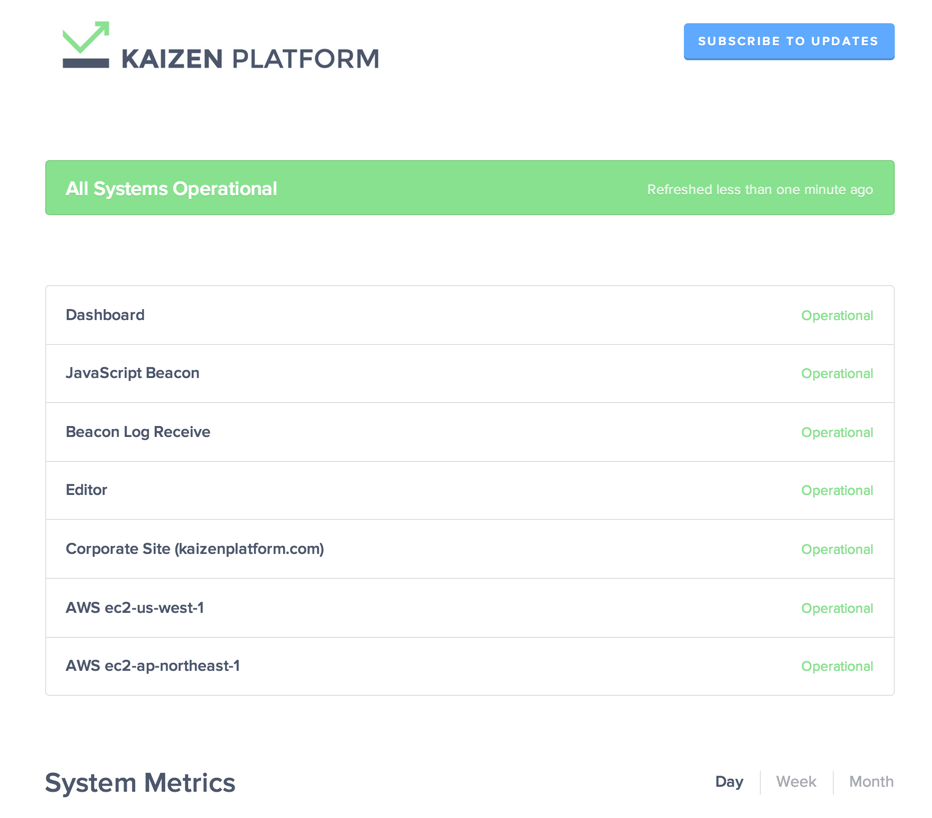 KAIZEN PLATFORM
SUBSCRIBE TO UPDATES
All Systems Operational
Refreshed less than one minute ago
Dashboard
Operational
JavaScript Beacon
Operational
Beacon Log Receive
Operational
Editor
Operational
Corporate Site (kaizenplatform.com)
Operational
AWS ec2-us-west-1
Operational
AWS ec2-ap-northeast-1
Operational
System Metrics
Day
Week
Month